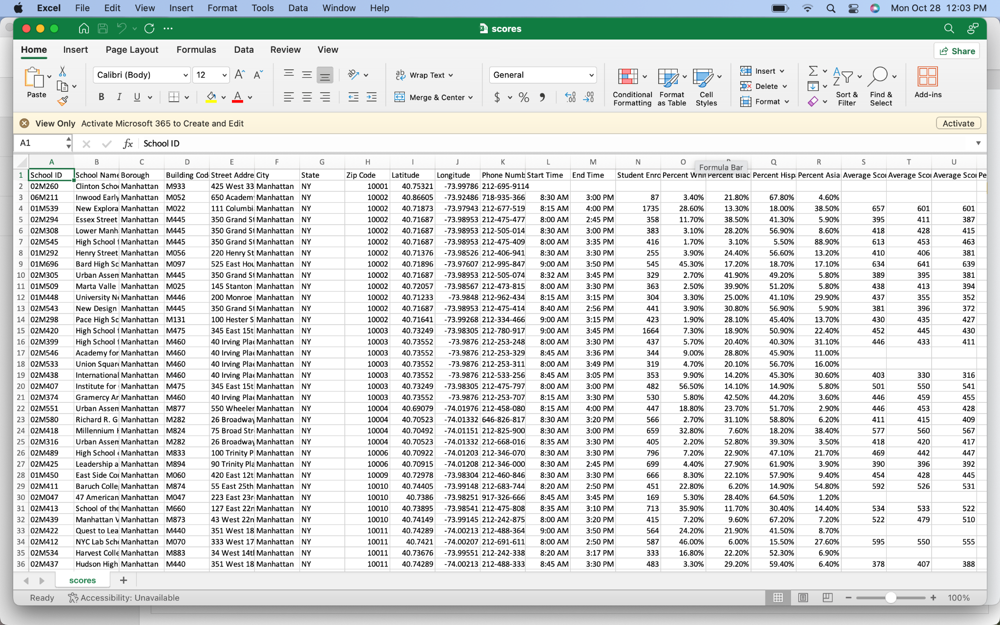 Excel File Edit View Insert Format Tools Data Window Help Mon Oct 28 12:03 PM
scores
Home Insert Page Layout Formulas Data Review View Share
Paste Calibri (Body) 12 Wrap Text General Conditional Formatting Format as Table Cell Styles Insert Delete Format Sort & Filter Find & Select Add-ins
B I U A Merge & Center $ %
View Only Activate Microsoft 365 to Create and Edit Activate
A1 fx School ID
A B C D E F G H I J K L M N O Q R S T U
Formula Bar
1 School ID School Name Borough Building Cod Street Addre City State Zip Code Latitude Longitude Phone Numb Start Time End Time Student Enro Percent Whi Percent Blac Percent Hisp Percent Asia Average Sco Average Sco Average Sco Pe
2 02M260 Clinton Scho Manhattan M933 425 West 33 Manhattan NY 10001 40.75321 -73.99786 212-695-9114
3 06M211 Inwood Early Manhattan M052 650 Academ Manhattan NY 10002 40.86605 -73.92486 718-935-366 8:30 AM 3:00 PM 87 3.40% 21.80% 67.80% 4.60%
4 01M539 New Explora Manhattan M022 111 Columbi Manhattan NY 10002 40.71873 -73.97943 212-677-519 8:15 AM 4:00 PM 1735 28.60% 13.30% 18.00% 38.50% 657 601 601
5 02M294 Essex Street Manhattan M445 350 Grand St Manhattan NY 10002 40.71687 -73.98953 212-475-477 8:00 AM 2:45 PM 358 11.70% 38.50% 41.30% 5.90% 395 411 387
6 02M308 Lower Manh Manhattan M445 350 Grand St Manhattan NY 10002 40.71687 -73.98953 212-505-014 8:30 AM 3:00 PM 383 3.10% 28.20% 56.90% 8.60% 418 428 415
7 02M545 High School f Manhattan M445 350 Grand St Manhattan NY 10002 40.71687 -73.98953 212-475-409 8:00 AM 3:35 PM 416 1.70% 3.10% 5.50% 88.90% 613 453 463
8 01M292 Henry Street Manhattan M056 220 Henry St Manhattan NY 10002 40.71376 -73.98526 212-406-941 8:30 AM 3:30 PM 255 3.90% 24.40% 56.60% 13.20% 410 406 381
9 01M696 Bard High Sc Manhattan M097 525 East Hou Manhattan NY 10002 40.71896 -73.97607 212-995-847 9:00 AM 3:50 PM 545 45.30% 17.20% 18.70% 17.10% 634 641 639
10 02M305 Urban Assem Manhattan M445 350 Grand St Manhattan NY 10002 40.71687 -73.98953 212-505-074 8:32 AM 3:45 PM 329 2.70% 41.90% 49.20% 5.80% 389 395 381
11 01M509 Marta Valle Manhattan M025 145 Stanton Manhattan NY 10002 40.72057 -73.98567 212-473-815 8:00 AM 3:30 PM 363 2.50% 39.90% 51.20% 5.80% 438 413 394
12 01M448 University Ne Manhattan M446 200 Monroe Manhattan NY 10002 40.71233 -73.9848 212-962-434 8:15 AM 3:15 PM 304 3.30% 25.00% 41.10% 29.90% 437 355 352
13 02M543 New Design Manhattan M445 350 Grand St Manhattan NY 10002 40.71687 -73.98953 212-475-414 8:40 AM 2:56 PM 441 3.90% 30.80% 56.90% 5.90% 381 396 372
14 02M298 Pace High Sc Manhattan M131 100 Hester S Manhattan NY 10002 40.71641 -73.99268 212-334-466 9:00 AM 3:15 PM 423 1.90% 28.10% 45.40% 13.70% 430 435 427
15 02M420 High School f Manhattan M475 345 East 15t Manhattan NY 10003 40.73249 -73.98305 212-780-917 9:00 AM 3:45 PM 1664 7.30% 18.90% 50.90% 22.40% 452 445 430
16 02M399 High School f Manhattan M460 40 Irving Plac Manhattan NY 10003 40.73552 -73.9876 212-253-248 8:00 AM 3:30 PM 437 5.70% 20.40% 40.30% 31.10% 446 433 411
17 02M546 Academy for Manhattan M460 40 Irving Plac Manhattan NY 10003 40.73552 -73.9876 212-253-329 8:45 AM 3:36 PM 344 9.00% 28.80% 45.90% 11.00%
18 02M533 Union Square Manhattan M460 40 Irving Plac Manhattan NY 10003 40.73552 -73.9876 212-253-311 8:00 AM 3:49 PM 319 4.70% 20.10% 56.70% 16.00%
19 02M438 International Manhattan M460 40 Irving Plac Manhattan NY 10003 40.73552 -73.9876 212-533-256 8:45 AM 3:05 PM 353 9.90% 14.20% 45.30% 30.60% 403 330 316
20 02M407 Institute for Manhattan M475 345 East 15t Manhattan NY 10003 40.73249 -73.98305 212-475-797 8:00 AM 3:00 PM 482 56.50% 14.10% 14.90% 5.80% 501 550 541
21 02M374 Gramercy Ar Manhattan M460 40 Irving Plac Manhattan NY 10003 40.73552 -73.9876 212-253-707 8:15 AM 3:30 PM 530 5.80% 42.50% 44.20% 3.60% 446 459 455
22 02M551 Urban Assem Manhattan M877 550 Wheeler Manhattan NY 10004 40.69079 -74.01976 212-458-080 8:15 AM 4:00 PM 447 18.80% 23.70% 51.70% 2.90% 446 453 428
23 02M580 Richard R. G Manhattan M282 26 Broadway Manhattan NY 10004 40.70523 -74.01332 646-826-817 8:30 AM 3:20 PM 566 2.70% 31.10% 58.80% 6.20% 411 415 409
24 02M418 Millennium H Manhattan M824 75 Broad Str Manhattan NY 10004 40.70492 -74.01151 212-825-900 8:30 AM 3:00 PM 659 32.80% 7.60% 18.20% 38.40% 577 560 567
25 02M316 Urban Assem Manhattan M282 26 Broadway Manhattan NY 10004 40.70523 -74.01332 212-668-016 8:35 AM 3:30 PM 405 2.20% 52.80% 39.30% 3.50% 418 420 417
26 02M489 High School Manhattan M833 100 Trinity P Manhattan NY 10006 40.70922 -74.01203 212-346-070 8:30 AM 3:30 PM 796 7.20% 22.90% 47.10% 21.70% 469 442 447
27 02M425 Leadership a Manhattan M894 90 Trinity Pla Manhattan NY 10006 40.70915 -74.01208 212-346-000 8:30 AM 2:45 PM 699 4.40% 27.90% 61.90% 3.90% 390 396 392
28 01M450 East Side Co Manhattan M060 420 East 12t Manhattan NY 10009 40.72978 -73.98304 212-460-846 8:30 AM 3:30 PM 666 8.30% 22.10% 57.90% 9.40% 454 428 445
29 02M411 Baruch Colle Manhattan M874 55 East 25th Manhattan NY 10010 40.74405 -73.99148 212-683-744 8:20 AM 2:50 PM 451 22.80% 6.20% 14.90% 54.80% 592 526 531
30 02M047 47 American Manhattan M047 223 East 23r Manhattan NY 10010 40.7386 -73.98251 917-326-666 8:45 AM 3:45 PM 169 5.30% 28.40% 64.50% 1.20%
31 02M413 School of the Manhattan M660 127 East 22n Manhattan NY 10010 40.73895 -73.98541 212-475-808 8:35 AM 3:10 PM 713 35.90% 11.70% 30.40% 14.40% 534 533 522
32 02M439 Manhattan V Manhattan M873 43 West 22n Manhattan NY 10010 40.74149 -73.99145 212-242-875 8:00 AM 3:20 PM 415 7.20% 9.60% 67.20% 7.20% 522 479 510
33 02M422 Quest to Lea Manhattan M440 351 West 18 Manhattan NY 10011 40.74289 -74.00213 212-488-364 9:00 AM 3:50 PM 564 24.20% 21.90% 41.50% 8.70%
34 02M412 NYC Lab Scho Manhattan M070 333 West 17 Manhattan NY 10011 40.7421 -74.00207 212-691-611 8:00 AM 2:50 PM 587 46.00% 6.00% 15.50% 27.60% 595 550 555
35 02M534 Harvest Colle Manhattan M883 34 West 14th Manhattan NY 10011 40.73676 -73.99551 212-242-338 8:20 AM 3:17 PM 333 16.80% 22.20% 52.30% 6.90%
36 02M437 Hudson High Manhattan M440 351 West 18 Manhattan NY 10011 40.74289 -74.00213 212-488-333 8:45 AM 3:30 PM 483 3.30% 29.20% 59.40% 6.40% 378 407 388
scores +
Ready Accessibility: Unavailable 100%